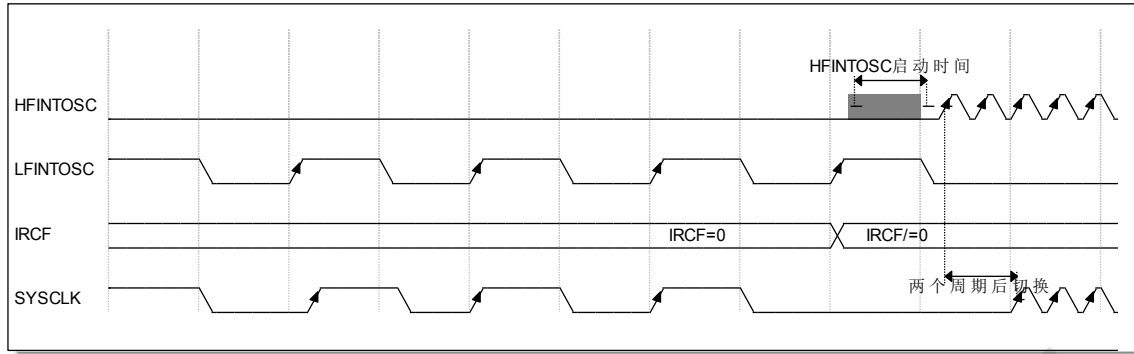 HFINTOSC启动时间
HFINTOSC
LFINTOSC
IRCF
IRCF=0
IRCF/=0
两个周期后切换
SYSCLK